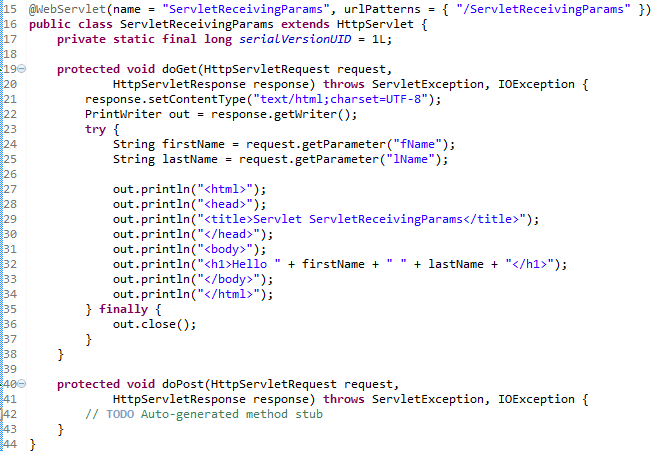 15 @WebServlet(name = "ServletReceivingParams", urlPatterns = { "/ServletReceivingParams" })
16 public class ServletReceivingParams extends HttpServlet {
17     private static final long serialVersionUID = 1L;
18
19     protected void doGet(HttpServletRequest request,
20             HttpServletResponse response) throws ServletException, IOException {
21         response.setContentType("text/html;charset=UTF-8");
22         PrintWriter out = response.getWriter();
23         try {
24             String firstName = request.getParameter("fName");
25             String lastName = request.getParameter("lName");
26
27             out.println("<html>");
28             out.println("<head>");
29             out.println("<title>Servlet ServletReceivingParams</title>");
30             out.println("</head>");
31             out.println("<body>");
32             out.println("<h1>Hello " + firstName + " " + lastName + "</h1>");
33             out.println("</body>");
34             out.println("</html>");
35         } finally {
36             out.close();
37         }
38     }
39
40     protected void doPost(HttpServletRequest request,
41             HttpServletResponse response) throws ServletException, IOException {
42         // TODO Auto-generated method stub
43     }
44 }